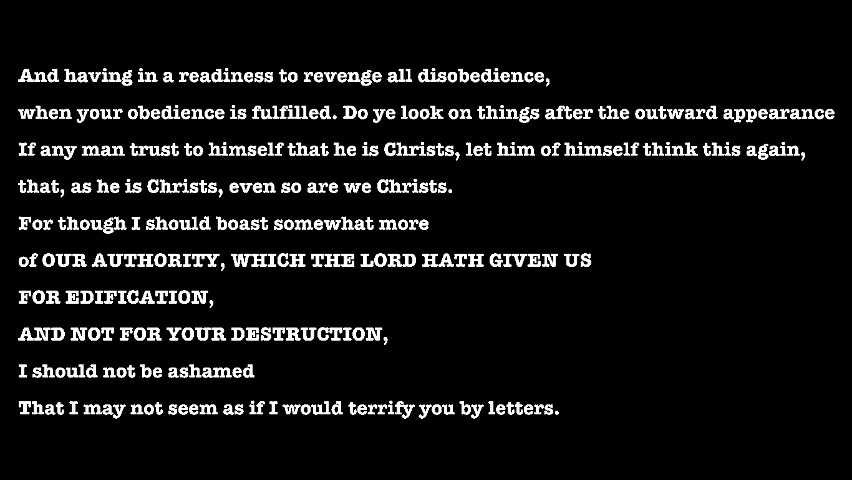 And having in a readiness to revenge all disobedience,
when your obedience is fulfilled. Do ye look on things after the outward appearance
If any man trust to himself that he is Christs, let him of himself think this again,
that, as he is Christs, even so are we Christs.
For though I should boast somewhat more
of OUR AUTHORITY, WHICH THE LORD HATH GIVEN US
FOR EDIFICATION,
AND NOT FOR YOUR DESTRUCTION,
I should not be ashamed
That I may not seem as if I would terrify you by letters.